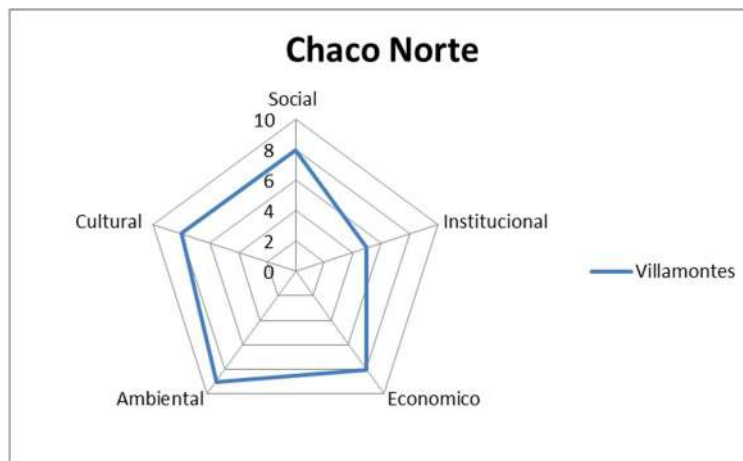 Chaco Norte
Social
10
8
6
4
2
0
Cultural
Institucional
Villamontes
Ambiental
Economico